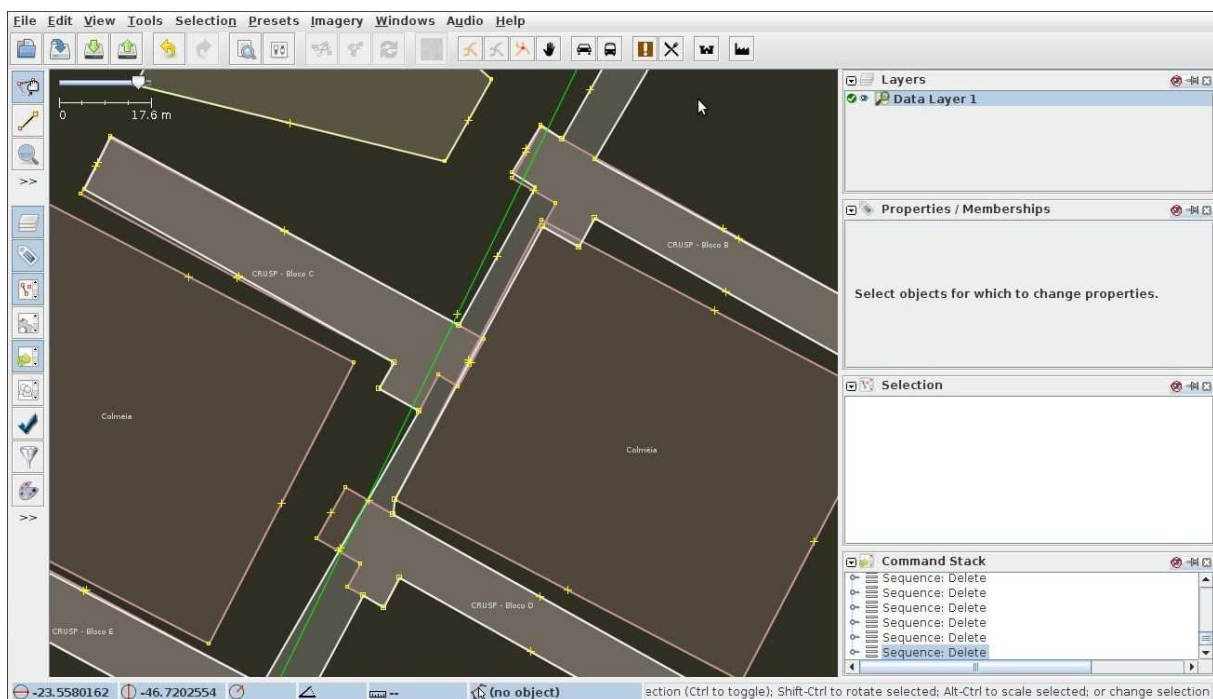 File Edit View Tools Selection Presets Imagery Windows Audio Help
0 17.6 m
>>
>>
CRUSP - Bloco B
CRUSP - Bloco C
Colméia
Colméia
CRUSP - Bloco D
CRUSP - Bloco E
Layers
Data Layer 1
Properties / Memberships
Select objects for which to change properties.
Selection
Command Stack
Sequence: Delete
Sequence: Delete
Sequence: Delete
Sequence: Delete
Sequence: Delete
Sequence: Delete
-23.5580162 -46.7202554 -- (no object) ection (Ctrl to toggle); Shift-Ctrl to rotate selected; Alt-Ctrl to scale selected; or change selection